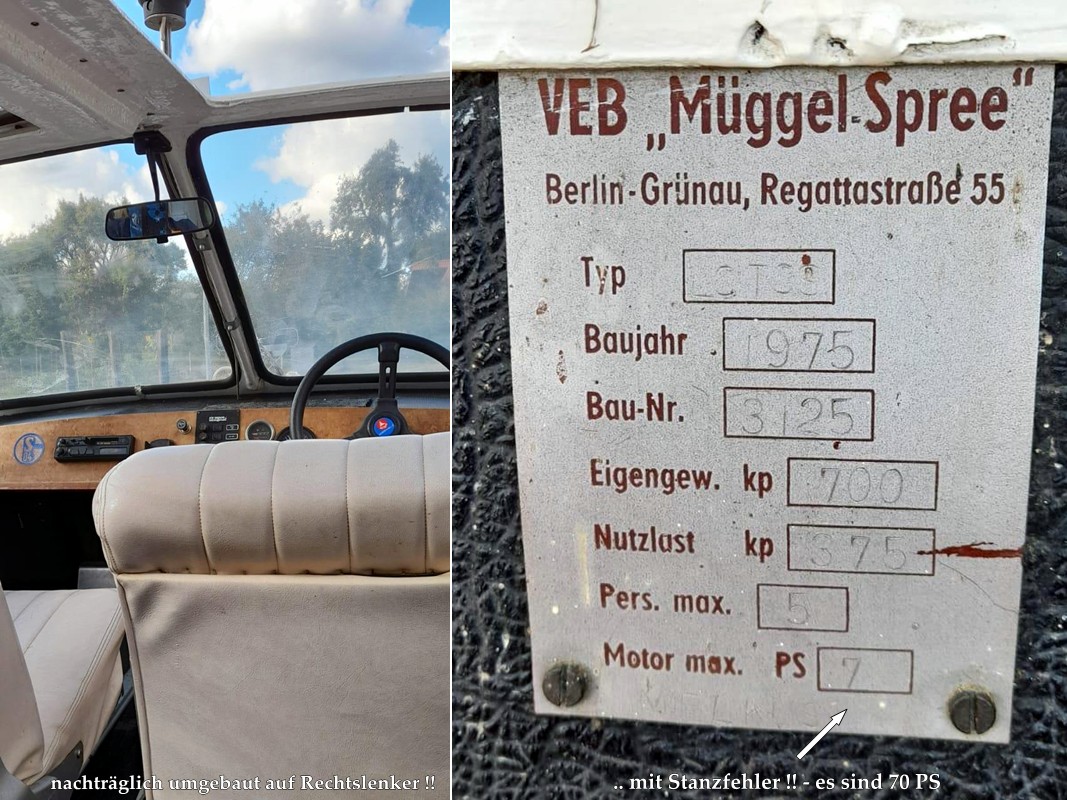 nachträglich umgebaut auf Rechtslenker !!
VEB „Müggel-Spree“
Berlin-Grünau, Regattastraße 55
Typ
Baujahr 1975
Bau-Nr. 3125
Eigengew. kp 700
Nutzlast kp 375
Pers. max. 5
Motor max. PS 7
.. mit Stanzfehler !! - es sind 70 PS